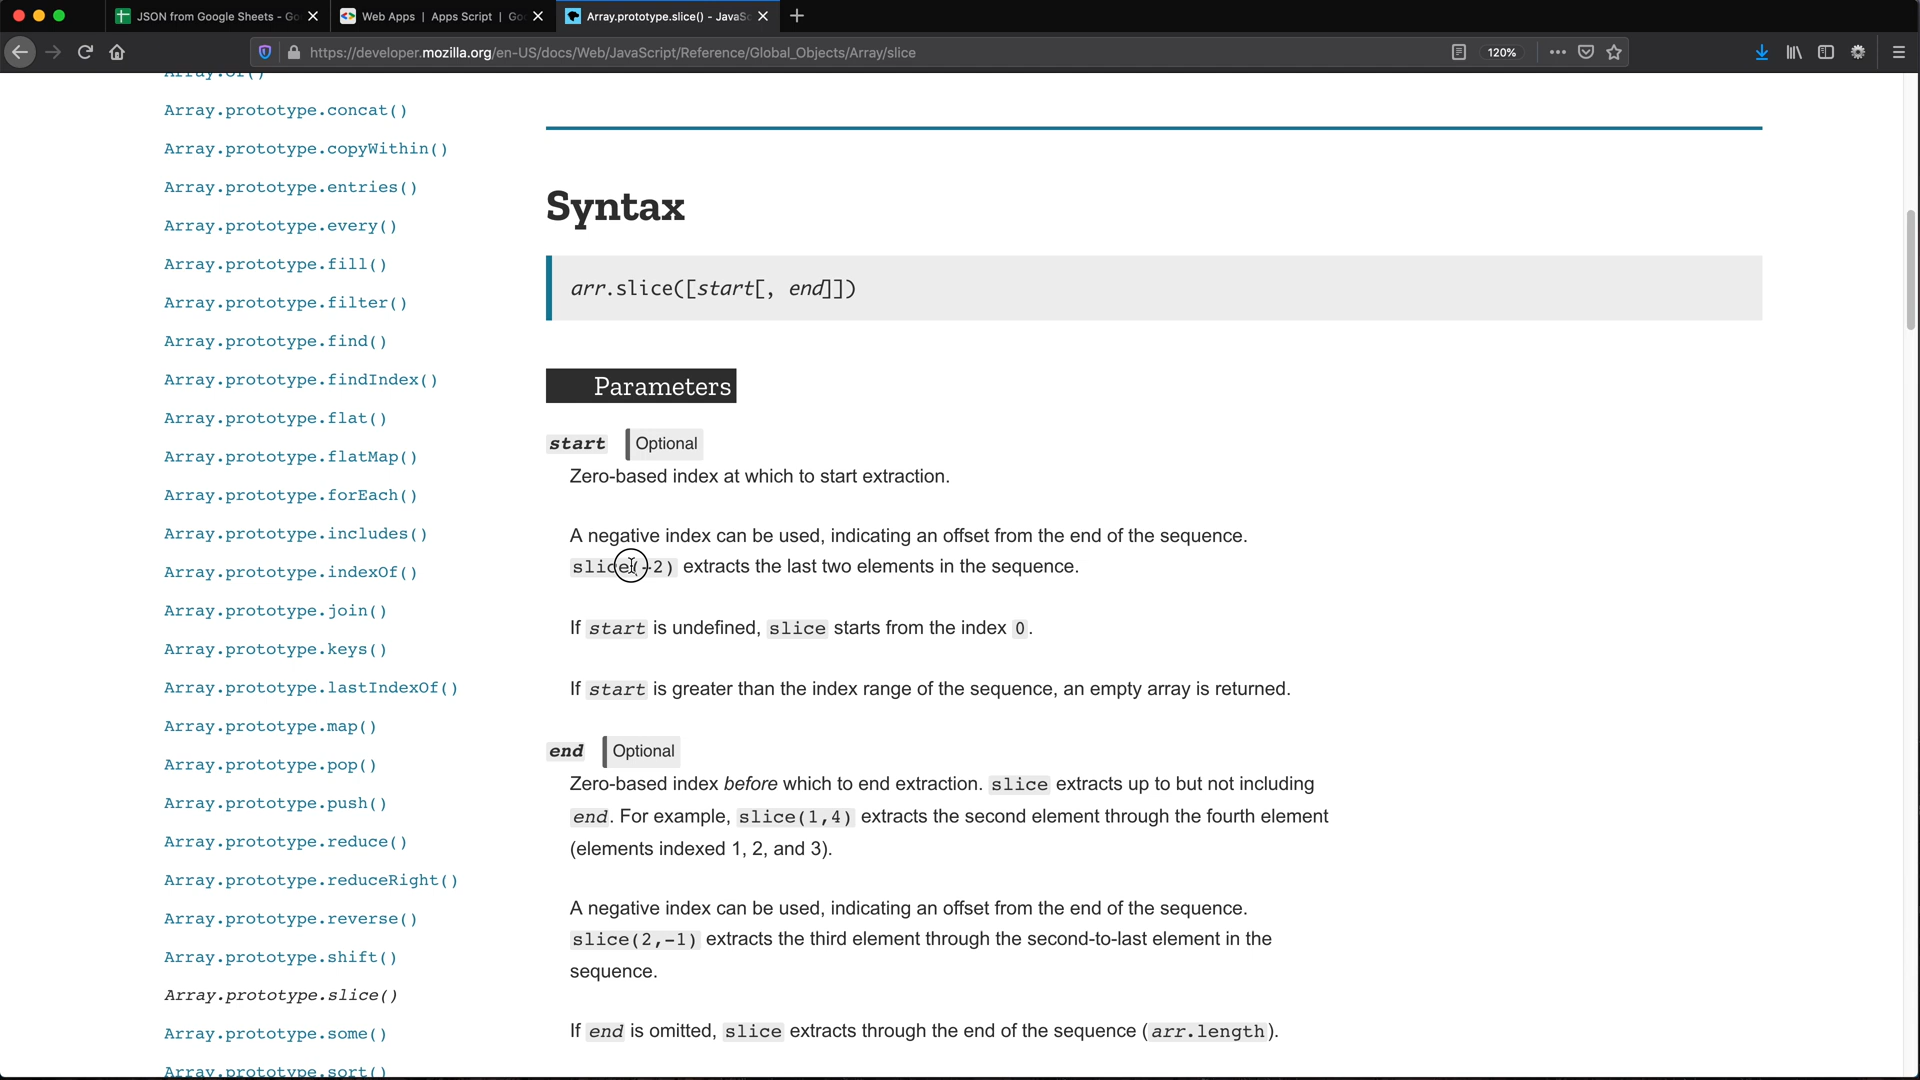 JSON from Google Sheets - Go
Web Apps | Apps Script | Go
Array.prototype.slice() - JavaSc
https://developer.mozilla.org/en-US/docs/Web/JavaScript/Reference/Global_Objects/Array/slice
120%
Array.of()
Array.prototype.concat()
Array.prototype.copyWithin()
Array.prototype.entries()
Array.prototype.every()
Array.prototype.fill()
Array.prototype.filter()
Array.prototype.find()
Array.prototype.findIndex()
Array.prototype.flat()
Array.prototype.flatMap()
Array.prototype.forEach()
Array.prototype.includes()
Array.prototype.indexOf()
Array.prototype.join()
Array.prototype.keys()
Array.prototype.lastIndexOf()
Array.prototype.map()
Array.prototype.pop()
Array.prototype.push()
Array.prototype.reduce()
Array.prototype.reduceRight()
Array.prototype.reverse()
Array.prototype.shift()
Array.prototype.slice()
Array.prototype.some()
Array.prototype.sort()
Syntax
arr.slice([start[, end]])
Parameters
start Optional
Zero-based index at which to start extraction.
A negative index can be used, indicating an offset from the end of the sequence.
slice(-2) extracts the last two elements in the sequence.
If start is undefined, slice starts from the index 0.
If start is greater than the index range of the sequence, an empty array is returned.
end Optional
Zero-based index before which to end extraction. slice extracts up to but not including
end. For example, slice(1,4) extracts the second element through the fourth element
(elements indexed 1, 2, and 3).
A negative index can be used, indicating an offset from the end of the sequence.
slice(2,-1) extracts the third element through the second-to-last element in the
sequence.
If end is omitted, slice extracts through the end of the sequence (arr.length).